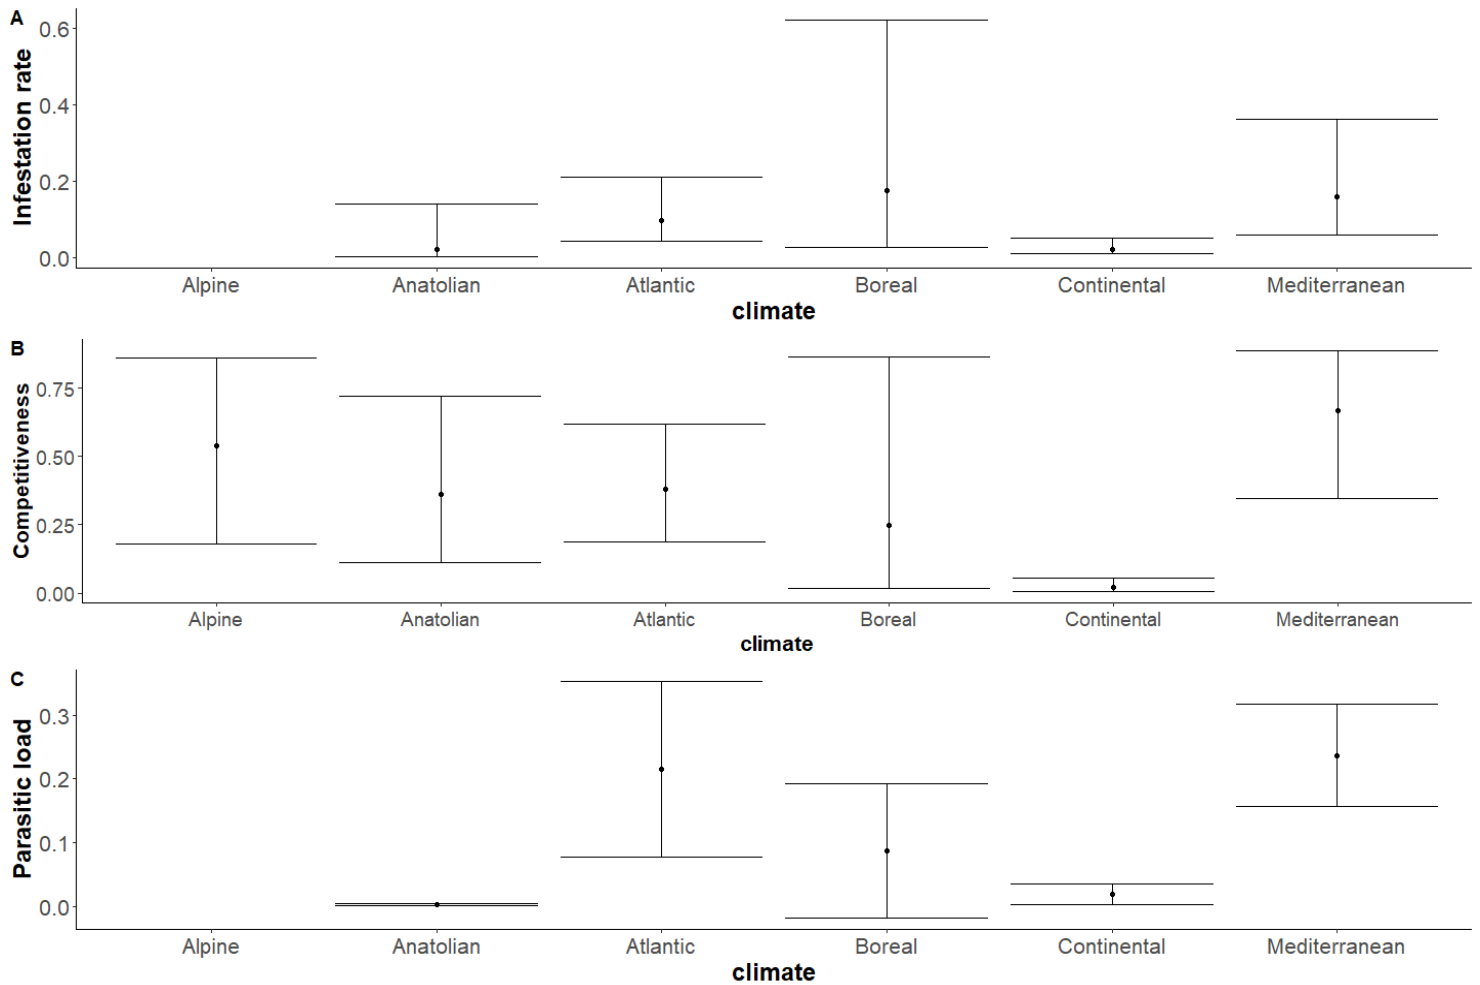 A
Infestation rate
0.6
0.4
0.2
0.0
Alpine Anatolian Atlantic Boreal Continental Mediterranean
climate
B
Competitiveness
0.75
0.50
0.25
0.00
Alpine Anatolian Atlantic Boreal Continental Mediterranean
climate
C
Parasitic load
0.3
0.2
0.1
0.0
Alpine Anatolian Atlantic Boreal Continental Mediterranean
climate